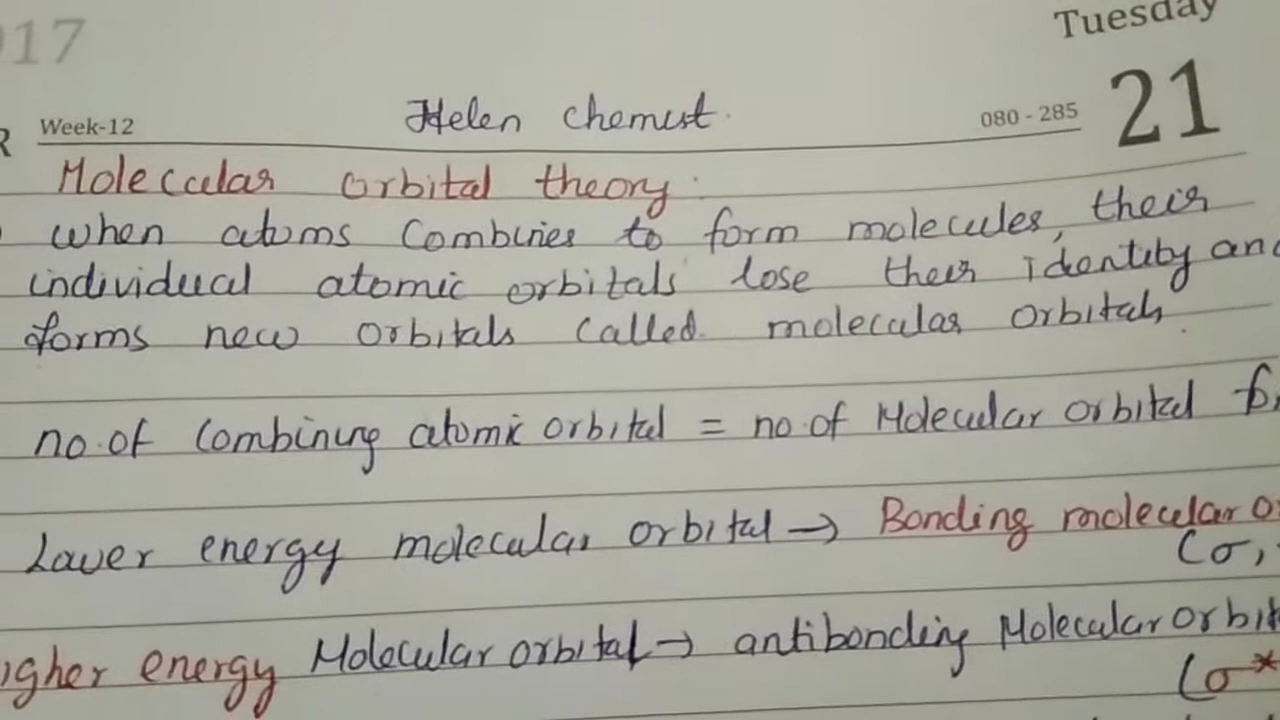 017
Tuesday
21
Week-12
080 - 285
Helen chemist.
Molecular orbital theory.
when atoms combines to form molecules, their
individual atomic orbitals lose their identity and
forms new orbitals called molecular orbitals.
no. of combining atomic orbital = no. of Molecular orbital
Lower energy molecular orbital → Bonding molecular
(σ,
higher energy Molecular orbital → antibonding Molecular orbit
(σ*